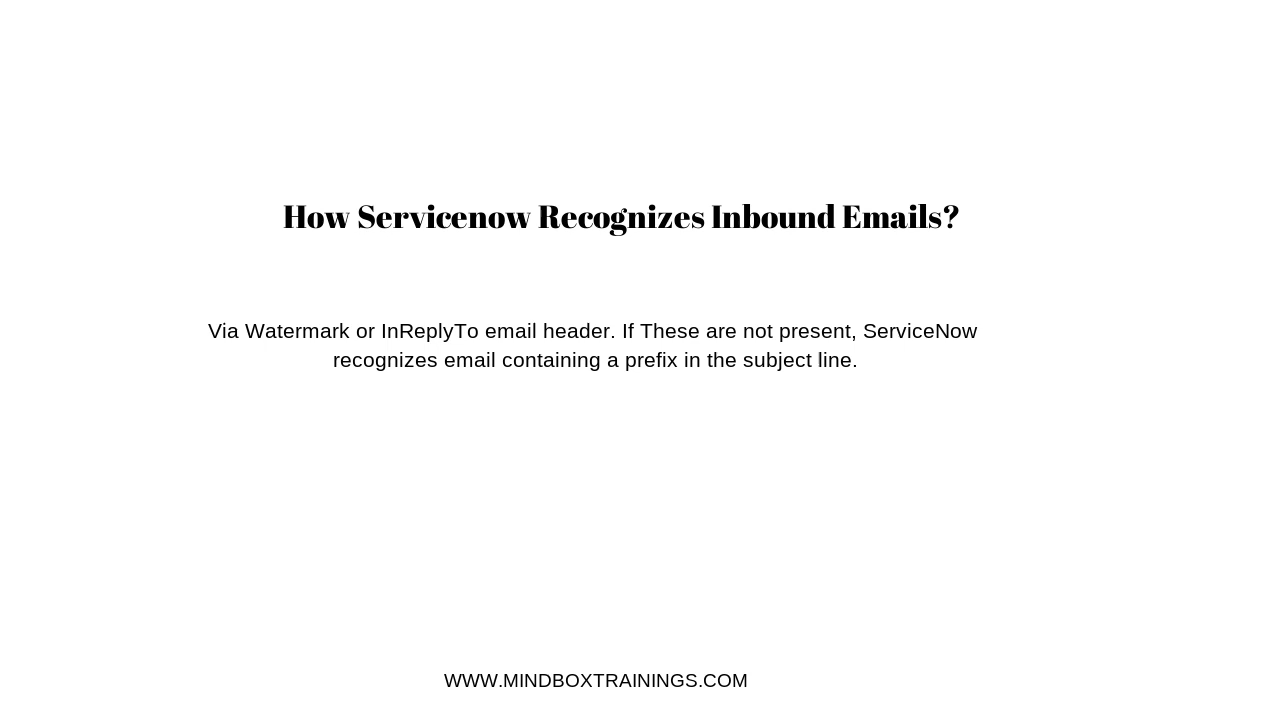 How Servicenow Recognizes Inbound Emails?
Via Watermark or InReplyTo email header. If These are not present, ServiceNow
recognizes email containing a prefix in the subject line.
WWW.MINDBOXTRAININGS.COM